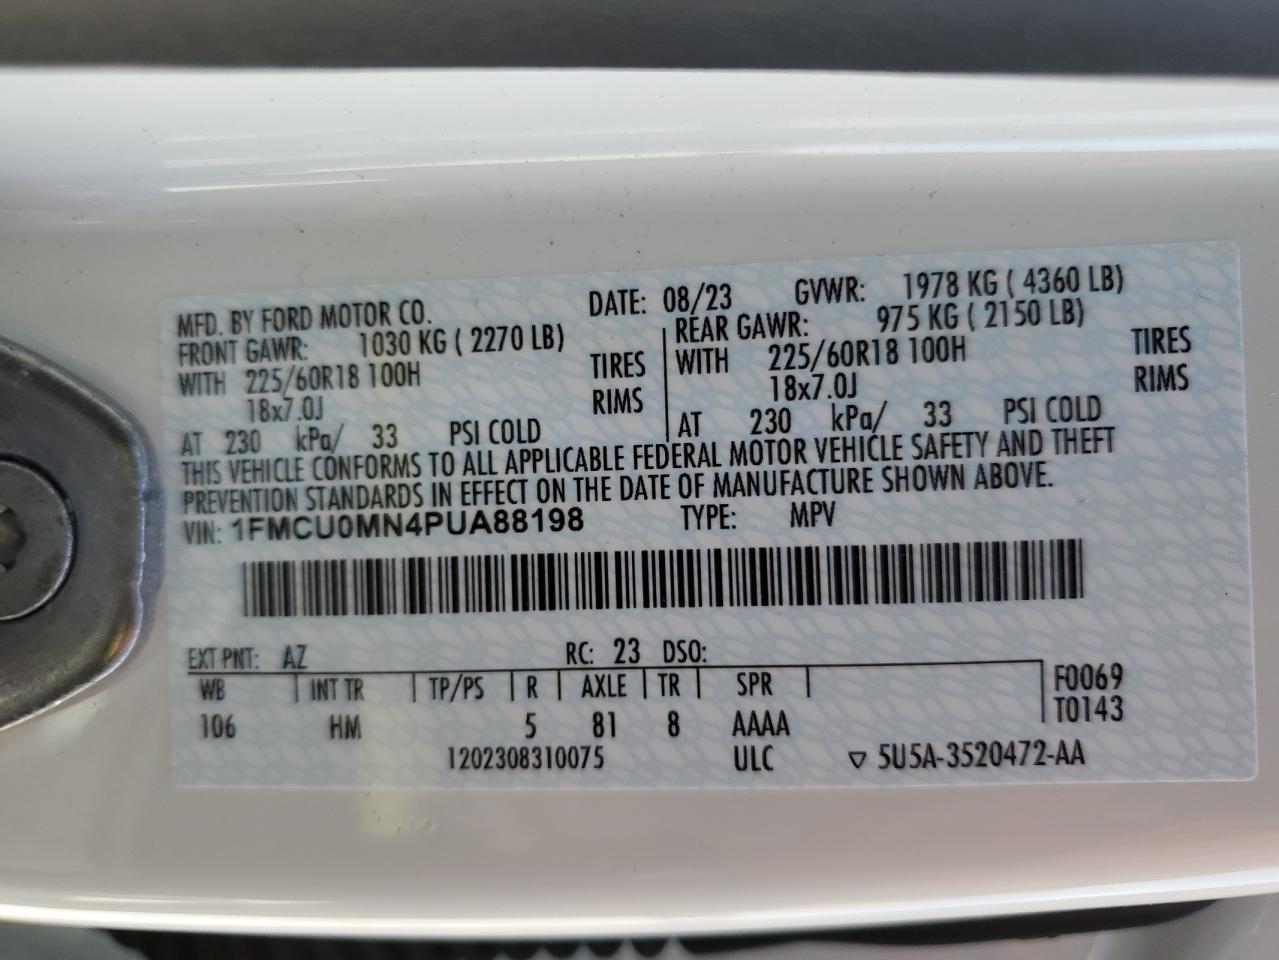 MFD. BY FORD MOTOR CO. DATE: 08/23 GVWR: 1978 KG ( 4360 LB)
FRONT GAWR: 1030 KG ( 2270 LB) REAR GAWR: 975 KG ( 2150 LB)
WITH 225/60R18 100H TIRES WITH 225/60R18 100H TIRES
18x7.0J RIMS 18x7.0J RIMS
AT 230 kPa/ 33 PSI COLD AT 230 kPa/ 33 PSI COLD
THIS VEHICLE CONFORMS TO ALL APPLICABLE FEDERAL MOTOR VEHICLE SAFETY AND THEFT
PREVENTION STANDARDS IN EFFECT ON THE DATE OF MANUFACTURE SHOWN ABOVE.
VIN: 1FMCU0MN4PUA88198 TYPE: MPV
EXT PNT: AZ RC: 23 DSO:
WB INT TR TP/PS R AXLE TR SPR F0069
106 HM 5 81 8 AAAA T0143
1202308310075 ULC ▽ 5U5A-3520472-AA